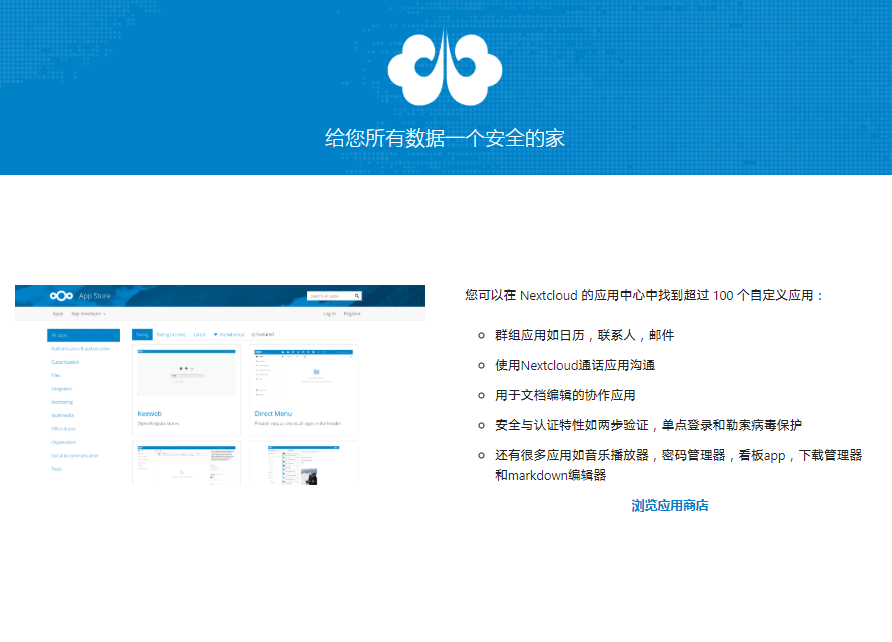 给您所有数据一个安全的家
App Store
Search all apps
Apps App developer
Log in Register
All apps
Authentication & authorization
Customization
Files
Integration
Monitoring
Multimedia
Office & text
Organization
Social & communication
Tools
Rating Rating (recent) Latest Alphabetical Featured
Keeweb
Open Keepass stores
Direct Menu
Provide easy access to all apps in the header.
您可以在 Nextcloud 的应用中心中找到超过 100 个自定义应用：
群组应用如日历，联系人，邮件
使用Nextcloud通话应用沟通
用于文档编辑的协作应用
安全与认证特性如两步验证，单点登录和勒索病毒保护
还有很多应用如音乐播放器，密码管理器，看板app，下载管理器
和markdown编辑器
浏览应用商店